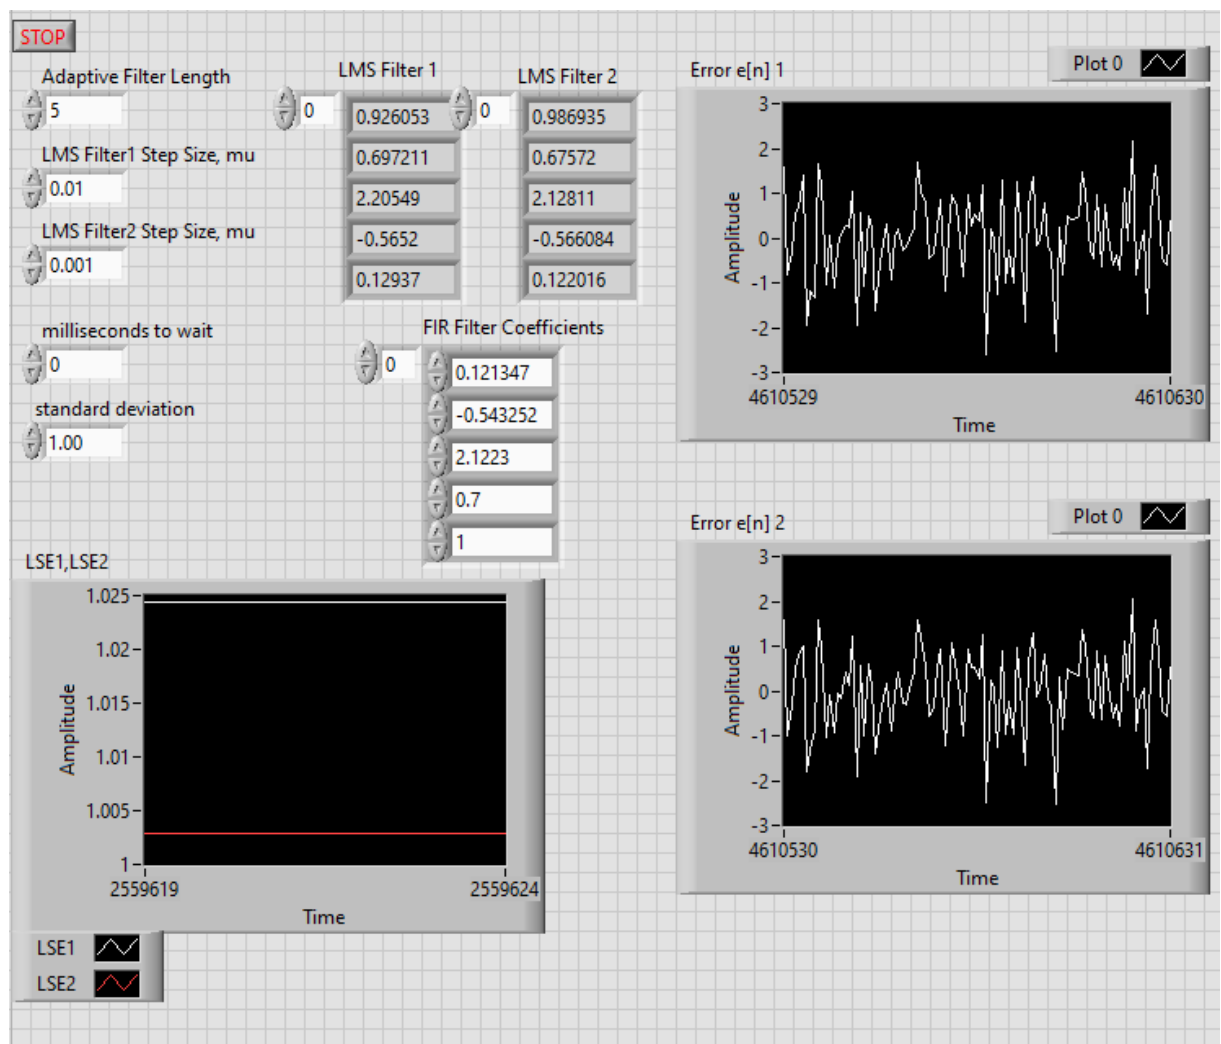 STOP
Adaptive Filter Length
5
LMS Filter1 Step Size, mu
0.01
LMS Filter2 Step Size, mu
0.001
milliseconds to wait
0
standard deviation
1.00
LMS Filter 1
0
0.926053
0.697211
2.20549
-0.5652
0.12937
LMS Filter 2
0
0.986935
0.67572
2.12811
-0.566084
0.122016
FIR Filter Coefficients
0
0.121347
-0.543252
2.1223
0.7
1
Error e[n] 1
Plot 0
Amplitude
3
2
1
0
-1
-2
-3
4610529
4610630
Time
Error e[n] 2
Plot 0
Amplitude
3
2
1
0
-1
-2
-3
4610530
4610631
Time
LSE1,LSE2
Amplitude
1.025
1.02
1.015
1.01
1.005
1
2559619
2559624
Time
LSE1
LSE2